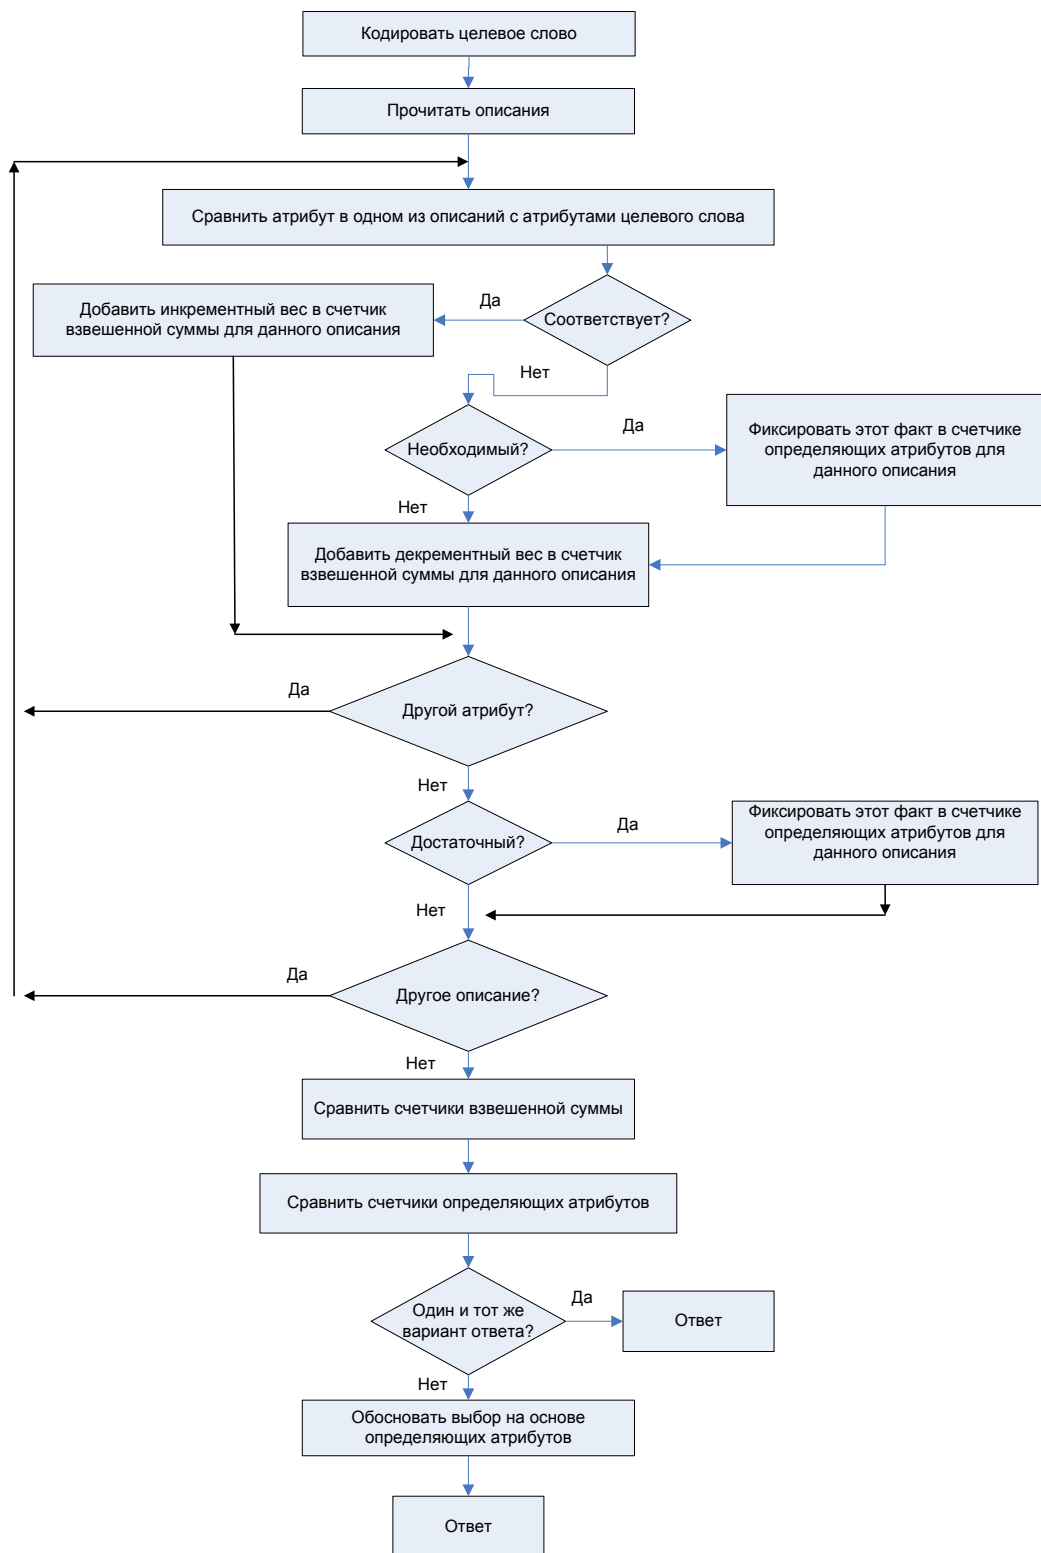 Кодировать целевое слово
Прочитать описания
Сравнить атрибут в одном из описаний с атрибутами целевого слова
Да
Добавить инкрементный вес в счетчик
взвешенной суммы для данного описания
Соответствует?
Нет
Необходимый?
Да
Фиксировать этот факт в счетчике
определяющих атрибутов для
данного описания
Нет
Добавить декрементный вес в счетчик
взвешенной суммы для данного описания
Да
Другой атрибут?
Нет
Достаточный?
Да
Фиксировать этот факт в счетчике
определяющих атрибутов для
данного описания
Нет
Да
Другое описание?
Нет
Сравнить счетчики взвешенной суммы
Сравнить счетчики определяющих атрибутов
Один и тот же
вариант ответа?
Да
Ответ
Нет
Обосновать выбор на основе
определяющих атрибутов
Ответ